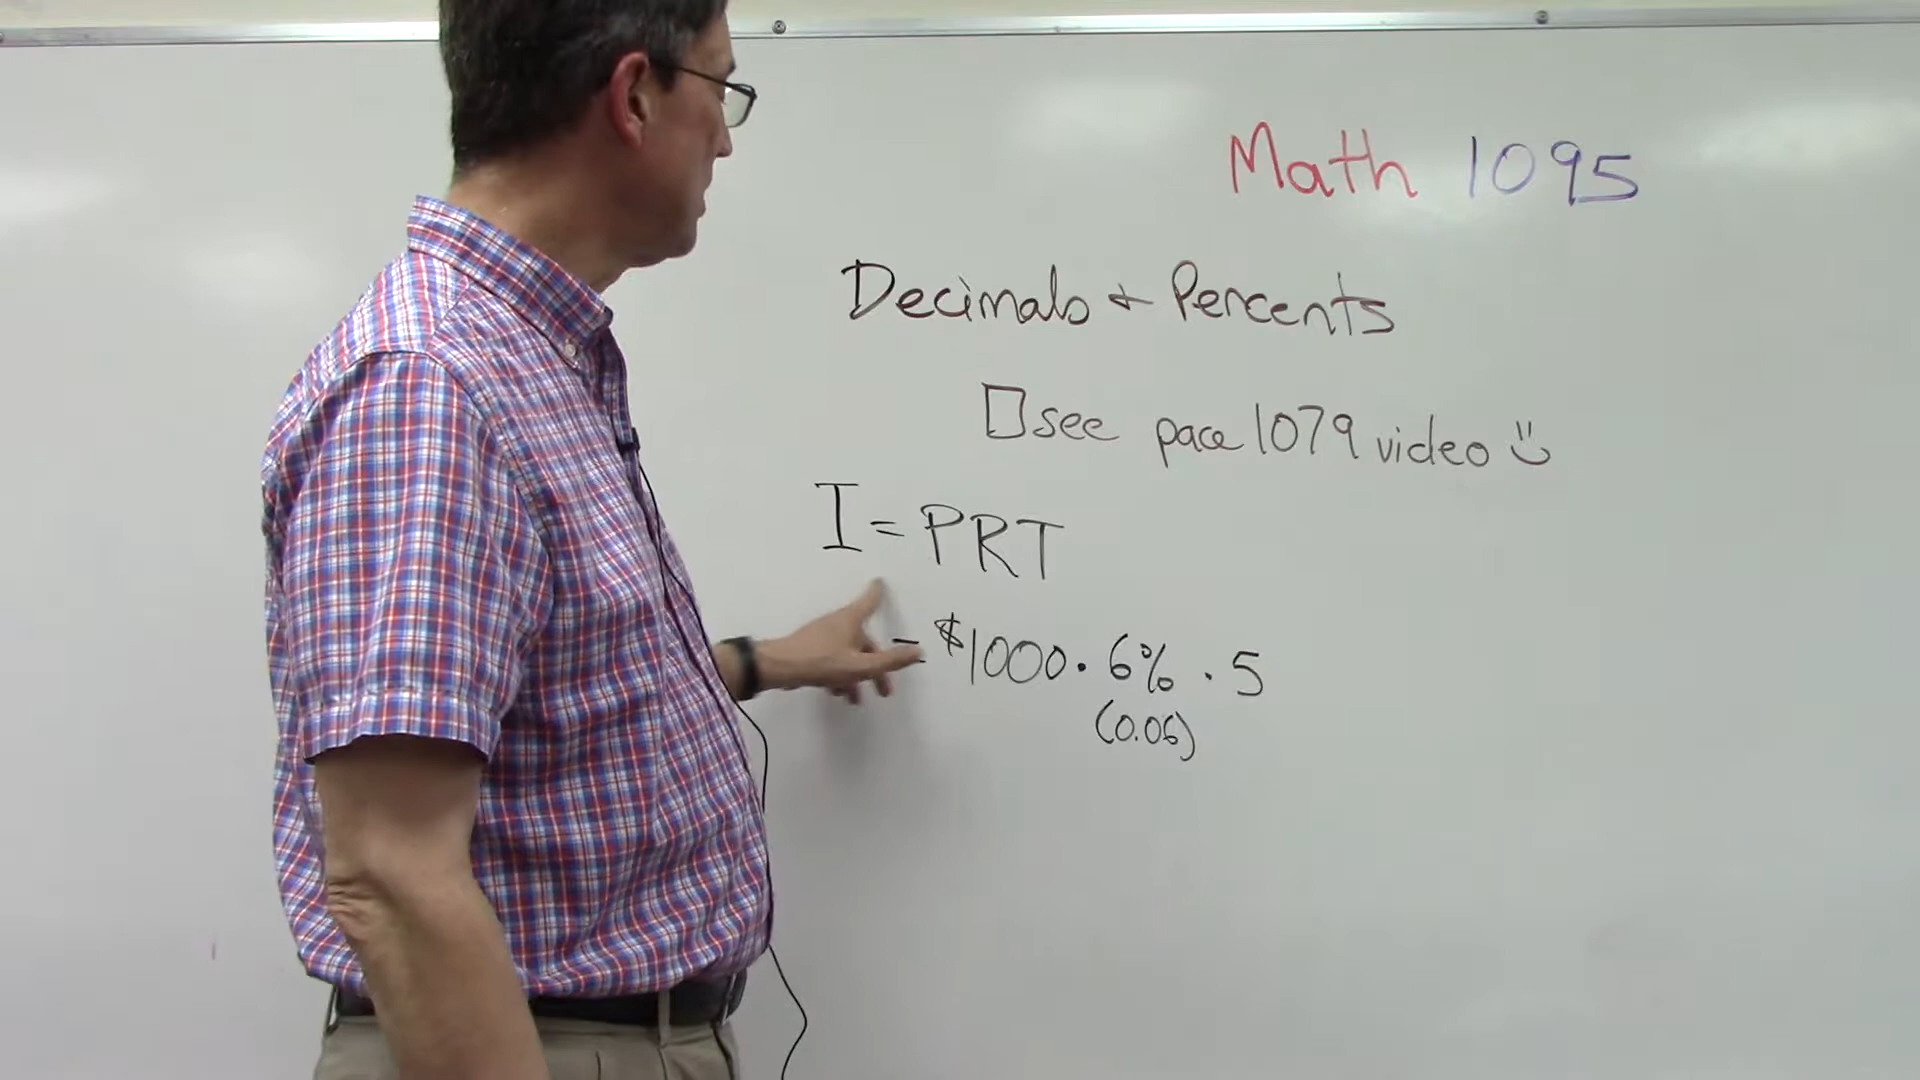 Math 1095
Decimals + Percents
see pace 1079 video
I = PRT
= $1000 · 6% · 5
(0.06)